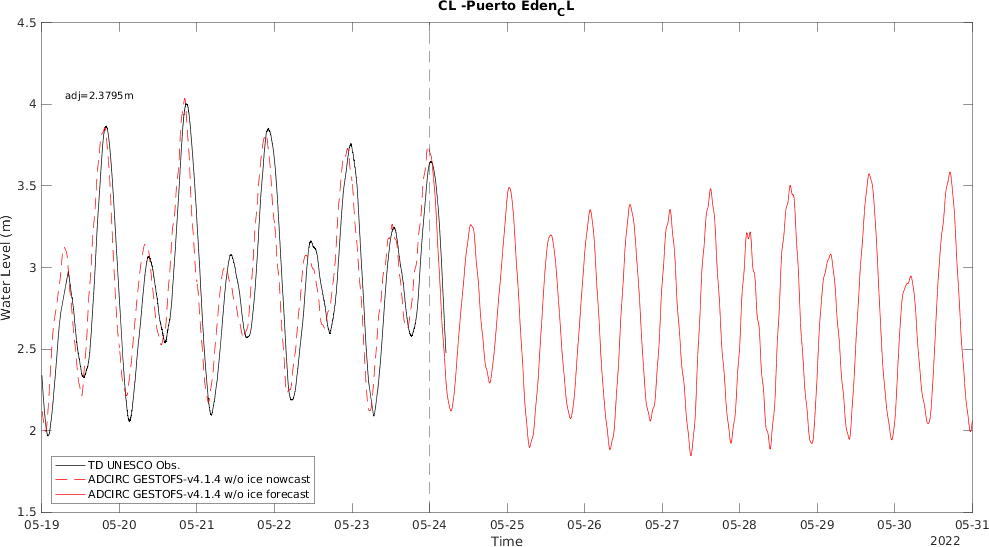 CL -Puerto Eden_CL
4.5
adj=2.3795m
4
3.5
3
2.5
2
1.5
Water Level (m)
TD UNESCO Obs.
ADCIRC GESTOFS-v4.1.4 w/o ice nowcast
ADCIRC GESTOFS-v4.1.4 w/o ice forecast
05-19 05-20 05-21 05-22 05-23 05-24 05-25 05-26 05-27 05-28 05-29 05-30 05-31
Time
2022